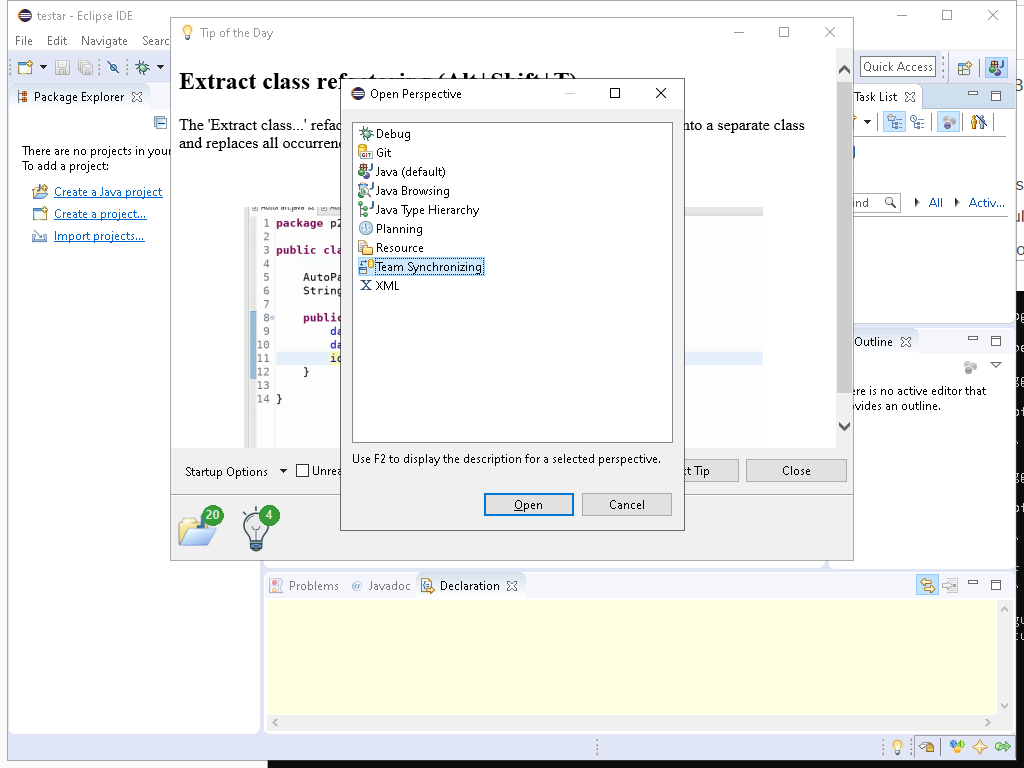 testar - Eclipse IDE
File Edit Navigate Searc
Tip of the Day
Quick Access
Package Explorer
Task List
Extract class refactoring (Alt+Shift+T)
Open Perspective
The 'Extract class...' refac
nto a separate class
and replaces all occurrenc
There are no projects in your
To add a project:
Create a Java project
Create a project...
Import projects...
Debug
Git
Java (default)
Java Browsing
Java Type Hierarchy
Planning
Resource
Team Synchronizing
XML
ind All Activ...
1 package p2
2
3 public cla
4
5 AutoPa
6 String
7
8 public
9 da
10 da
11 id
12 }
13
14 }
Outline
ere is no active editor that
ovides an outline.
Use F2 to display the description for a selected perspective.
Startup Options Unrea
xt Tip Close
Open Cancel
20 4
Problems @ Javadoc Declaration